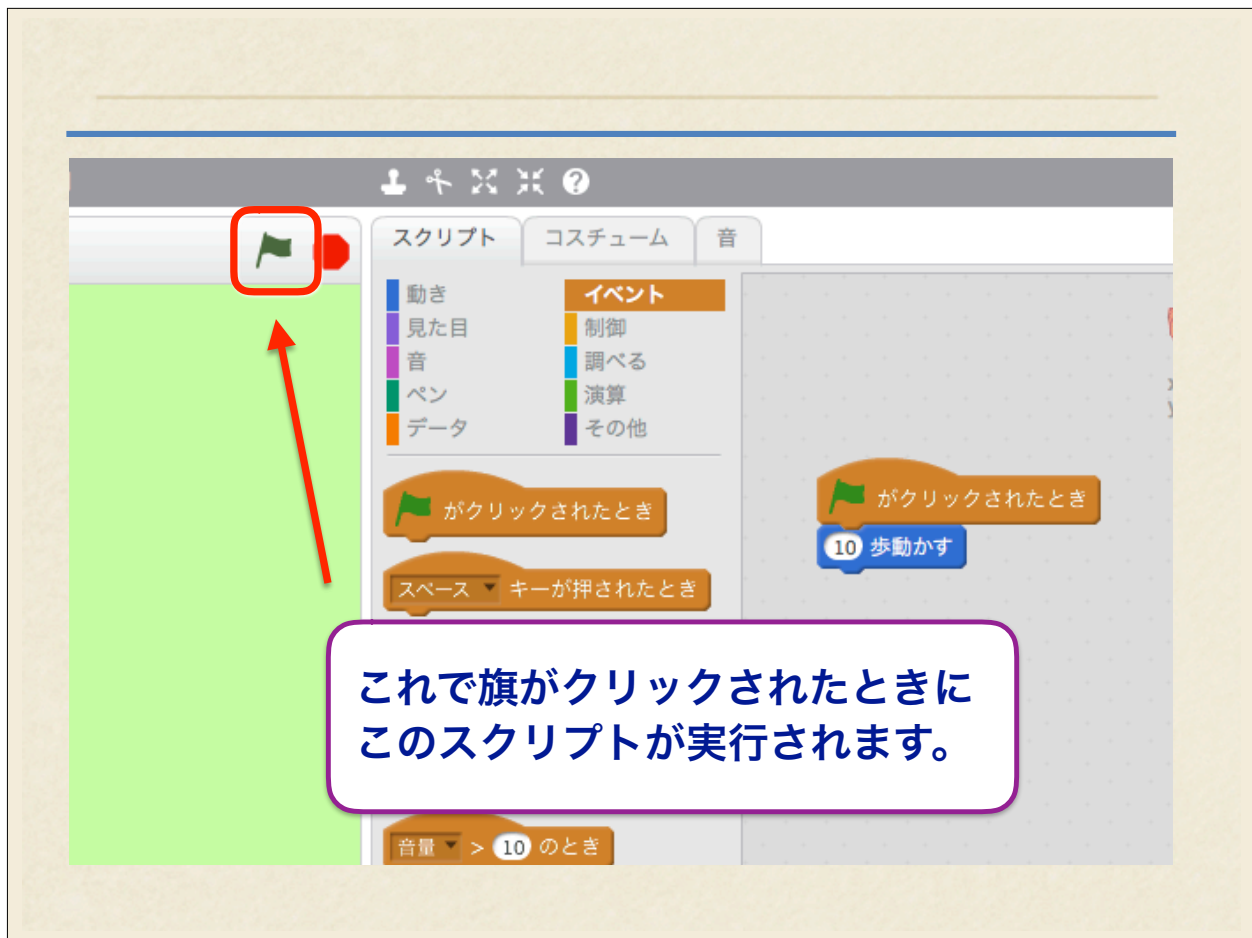 スクリプト
コスチューム
音
動き
イベント
見た目
制御
音
調べる
ペン
演算
データ
その他
がクリックされたとき
スペース キーが押されたとき
音量 > 10 のとき
がクリックされたとき
10 歩動かす
これで旗がクリックされたときに
このスクリプトが実行されます。